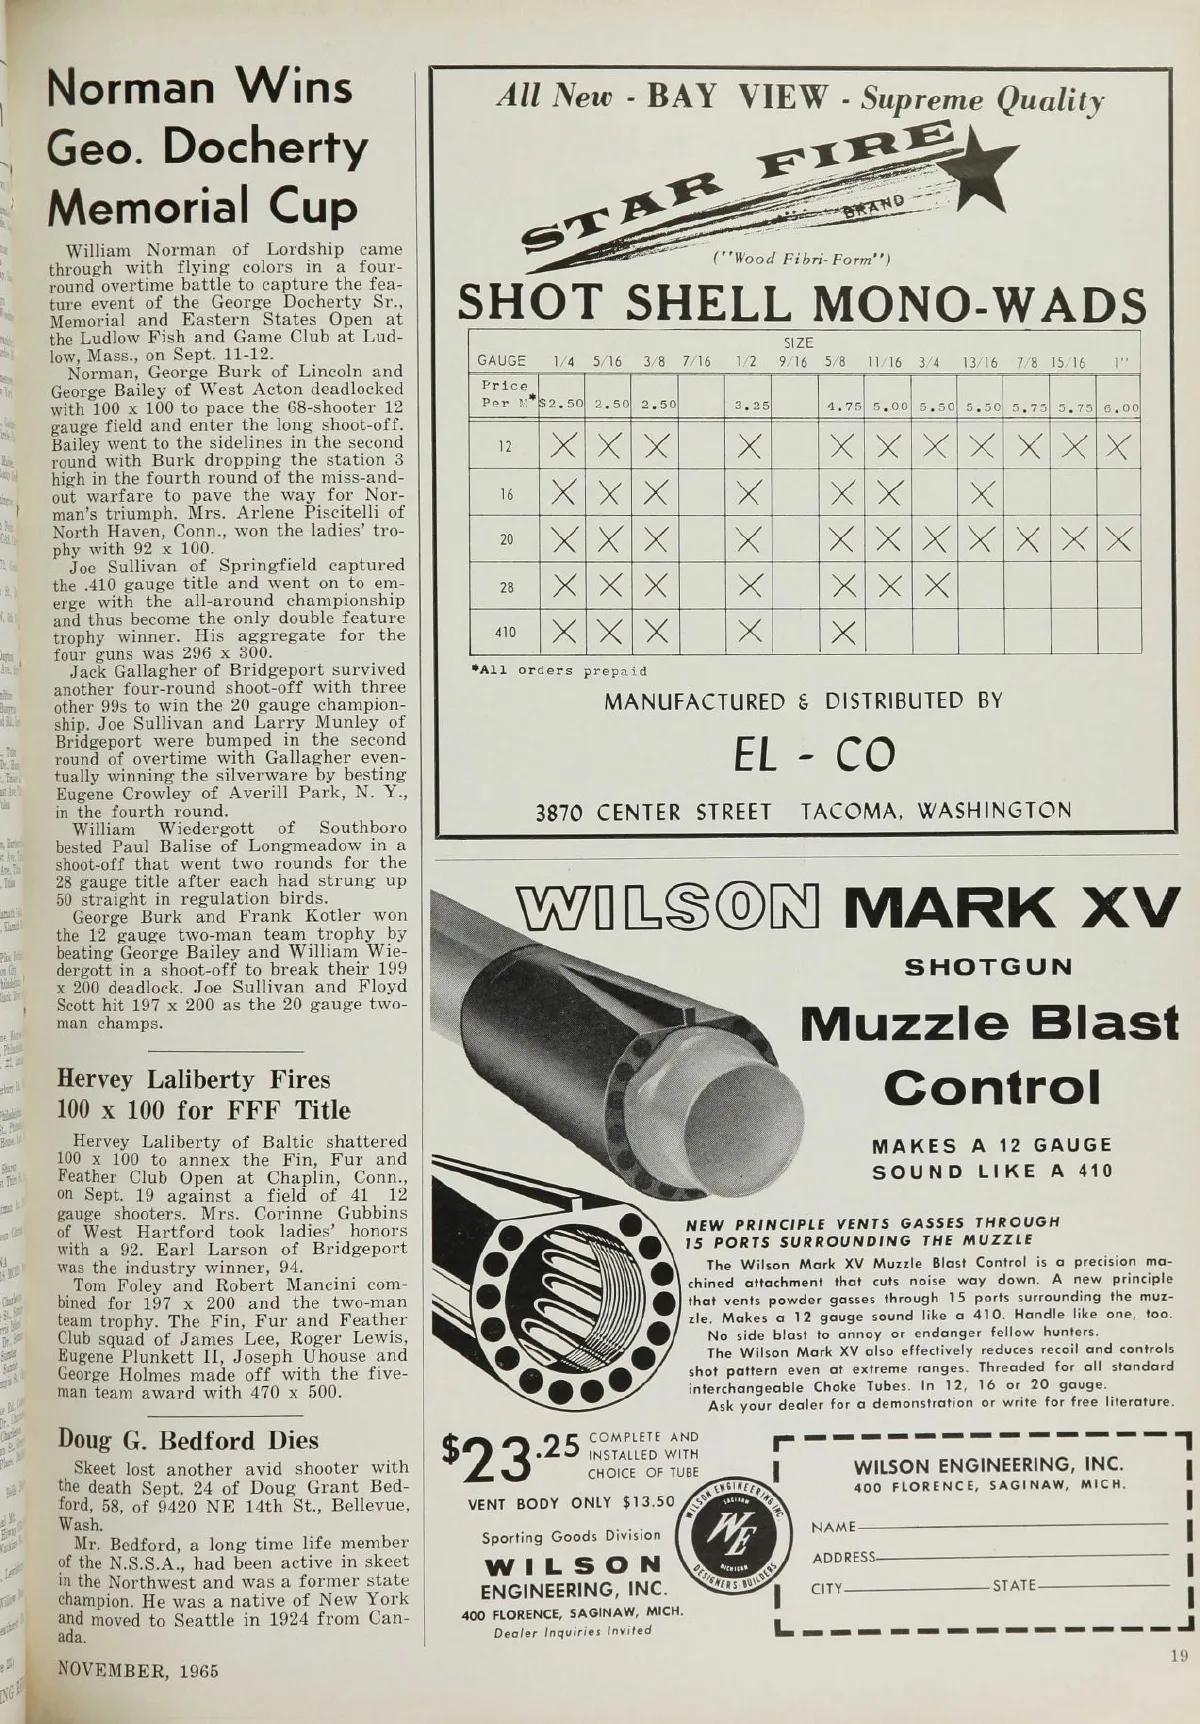 Norman Wins
Geo. Docherty
Memorial Cup
William Norman of Lordship came
through with flying colors in a four-
round overtime battle to capture the fea-
ture event of the George Docherty Sr.,
Memorial and Eastern States Open at
the Ludlow Fish and Game Club at Lud-
low, Mass., on Sept. 11-12.
Norman, George Burk of Lincoln and
George Bailey of West Acton deadlocked
with 100 x 100 to pace the 68-shooter 12
gauge field and enter the long shoot-off.
Bailey went to the sidelines in the second
round with Burk dropping the station 3
high in the fourth round of the miss-and-
out warfare to pave the way for Nor-
man's triumph. Mrs. Arlene Piscitelli of
North Haven, Conn., won the ladies' tro-
phy with 92 x 100.
Joe Sullivan of Springfield captured
the .410 gauge title and went on to em-
erge with the all-around championship
and thus become the only double feature
trophy winner. His aggregate for the
four guns was 296 x 300.
Jack Gallagher of Bridgeport survived
another four-round shoot-off with three
other 99s to win the 20 gauge champion-
ship. Joe Sullivan and Larry Munley of
Bridgeport were bumped in the second
round of overtime with Gallagher even-
tually winning the silverware by besting
Eugene Crowley of Averill Park, N. Y.,
in the fourth round.
William Wiedergott of Southboro
bested Paul Balise of Longmeadow in a
shoot-off that went two rounds for the
28 gauge title after each had strung up
50 straight in regulation birds.
George Burk and Frank Kotler won
the 12 gauge two-man team trophy by
beating George Bailey and William Wie-
dergott in a shoot-off to break their 199
x 200 deadlock. Joe Sullivan and Floyd
Scott hit 197 x 200 as the 20 gauge two-
man champs.
Hervey Laliberty Fires
100 x 100 for FFF Title
Hervey Laliberty of Baltic shattered
100 x 100 to annex the Fin, Fur and
Feather Club Open at Chaplin, Conn.,
on Sept. 19 against a field of 41 12
gauge shooters. Mrs. Corinne Gubbins
of West Hartford took ladies' honors
with a 92. Earl Larson of Bridgeport
was the industry winner, 94.
Tom Foley and Robert Mancini com-
bined for 197 x 200 and the two-man
team trophy. The Fin, Fur and Feather
Club squad of James Lee, Roger Lewis,
Eugene Plunkett II, Joseph Uhouse and
George Holmes made off with the five-
man team award with 470 x 500.
Doug G. Bedford Dies
Skeet lost another avid shooter with
the death Sept. 24 of Doug Grant Bed-
ford, 58, of 9420 NE 14th St., Bellevue,
Wash.
Mr. Bedford, a long time life member
of the N.S.S.A., had been active in skeet
in the Northwest and was a former state
champion. He was a native of New York
and moved to Seattle in 1924 from Can-
ada.
NOVEMBER, 1965
All New - BAY VIEW - Supreme Quality
STAR FIRE
BRAND
("Wood Fibri-Form")
SHOT SHELL MONO-WADS
SIZE
GAUGE 1/4 5/16 3/8 7/16 1/2 9/16 5/8 11/16 3/4 13/16 7/8 15/16 1"
Price
Per M* $2.50 2.50 2.50 3.25 4.75 5.00 5.50 5.50 5.75 5.75 6.00
12 X X X X X X X X X X X
16 X X X X X X X
20 X X X X X X X X X X X
28 X X X X X X X
410 X X X X X
*All orders prepaid
MANUFACTURED & DISTRIBUTED BY
EL - CO
3870 CENTER STREET TACOMA, WASHINGTON
WILSON MARK XV
SHOTGUN
Muzzle Blast
Control
MAKES A 12 GAUGE
SOUND LIKE A 410
NEW PRINCIPLE VENTS GASSES THROUGH
15 PORTS SURROUNDING THE MUZZLE
The Wilson Mark XV Muzzle Blast Control is a precision ma-
chined attachment that cuts noise way down. A new principle
that vents powder gasses through 15 ports surrounding the muz-
zle. Makes a 12 gauge sound like a 410. Handle like one, too.
No side blast to annoy or endanger fellow hunters.
The Wilson Mark XV also effectively reduces recoil and controls
shot pattern even at extreme ranges. Threaded for all standard
interchangeable Choke Tubes. In 12, 16 or 20 gauge.
Ask your dealer for a demonstration or write for free literature.
$23.25 COMPLETE AND
INSTALLED WITH
CHOICE OF TUBE
VENT BODY ONLY $13.50
Sporting Goods Division
WILSON
ENGINEERING, INC.
400 FLORENCE, SAGINAW, MICH.
Dealer Inquiries Invited
WILSON ENGINEERING INC.
SAGINAW
WE
MICHIGAN
DESIGNERS BUILDERS
WILSON ENGINEERING, INC.
400 FLORENCE, SAGINAW, MICH.
NAME
ADDRESS
CITY STATE
19